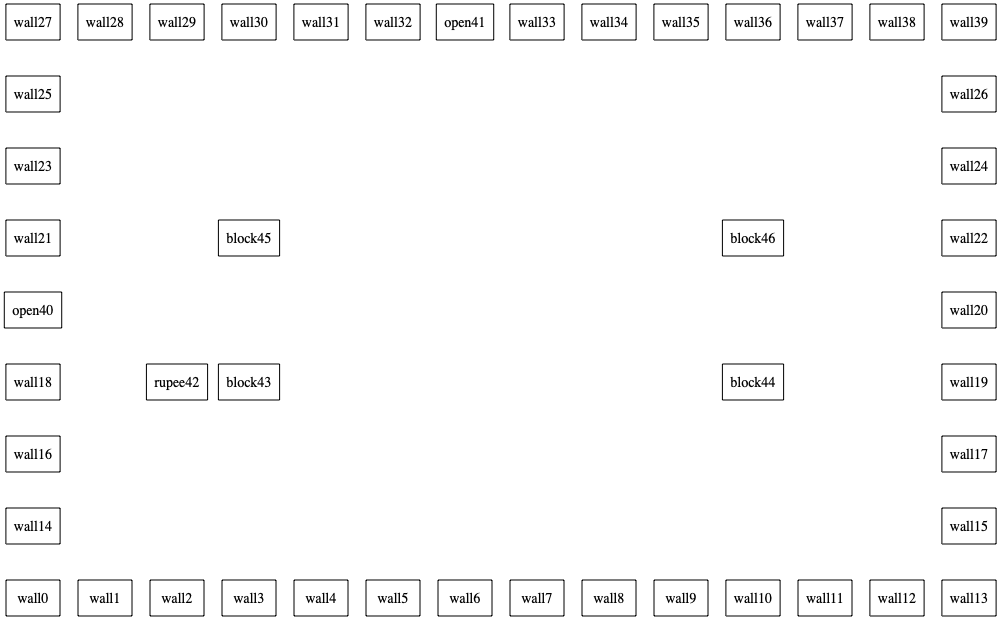 wall27 wall28 wall29 wall30 wall31 wall32 open41 wall33 wall34 wall35 wall36 wall37 wall38 wall39
wall25 wall26
wall23 wall24
wall21 block45 block46 wall22
open40 wall20
wall18 rupee42 block43 block44 wall19
wall16 wall17
wall14 wall15
wall0 wall1 wall2 wall3 wall4 wall5 wall6 wall7 wall8 wall9 wall10 wall11 wall12 wall13